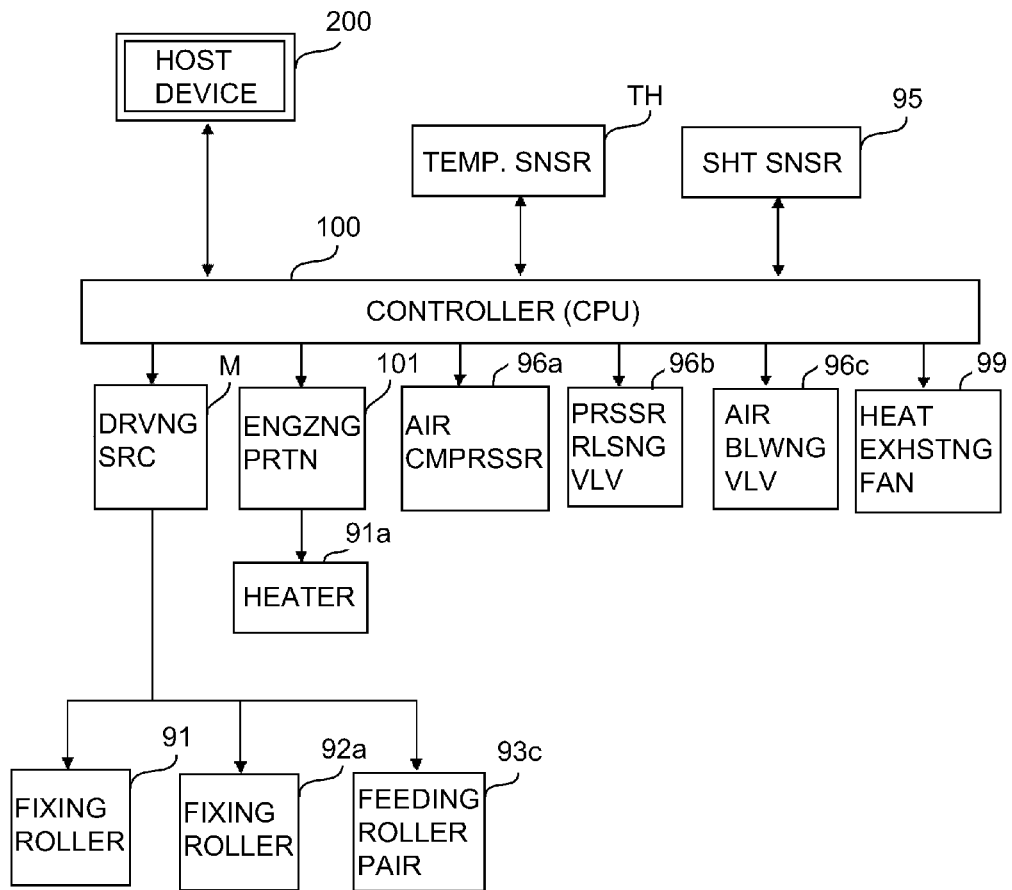 200
HOST
DEVICE
TH
95
TEMP. SNSR
SHT SNSR
100
CONTROLLER (CPU)
M
101
96a
96b
96c
99
DRVNG
SRC
ENGZNG
PRTN
AIR
CMPRSSR
PRSSR
RLSNG
VLV
AIR
BLWNG
VLV
HEAT
EXHSTNG
FAN
91a
HEATER
91
92a
93c
FIXING
ROLLER
FIXING
ROLLER
FEEDING
ROLLER
PAIR